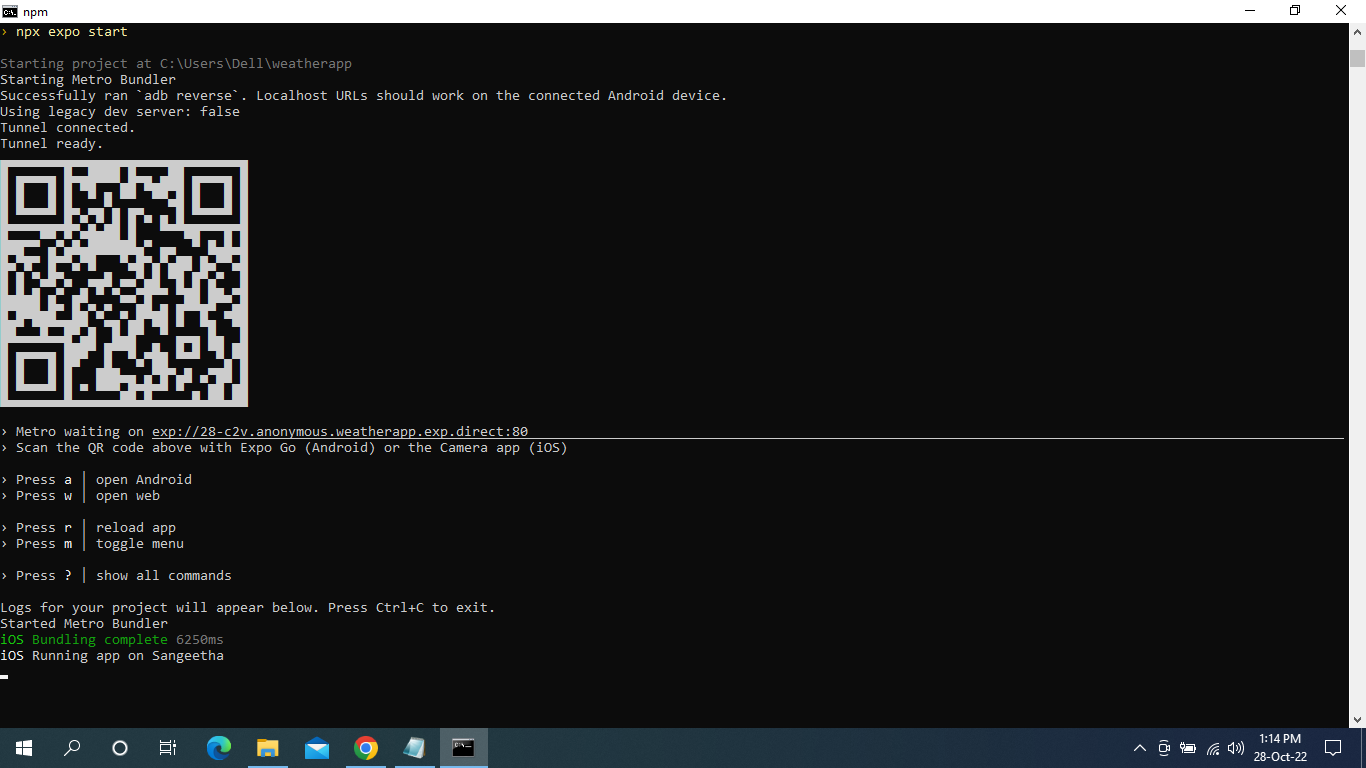 npm
› npx expo start
Starting project at C:\Users\Dell\weatherapp
Starting Metro Bundler
Successfully ran `adb reverse`. Localhost URLs should work on the connected Android device.
Using legacy dev server: false
Tunnel connected.
Tunnel ready.
› Metro waiting on exp://28-c2v.anonymous.weatherapp.exp.direct:80
› Scan the QR code above with Expo Go (Android) or the Camera app (iOS)
› Press a │ open Android
› Press w │ open web
› Press r │ reload app
› Press m │ toggle menu
› Press ? │ show all commands
Logs for your project will appear below. Press Ctrl+C to exit.
Started Metro Bundler
iOS Bundling complete 6250ms
iOS Running app on Sangeetha
1:14 PM
28-Oct-22